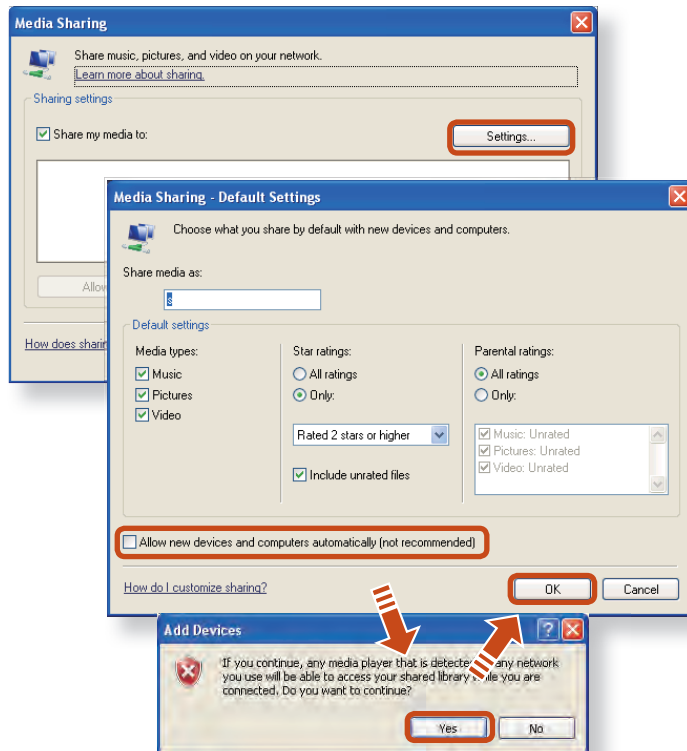 Media Sharing
Share music, pictures, and video on your network.
Learn more about sharing.
Sharing settings
Share my media to:
Settings...
Allow
How does sharin
Media Sharing - Default Settings
Choose what you share by default with new devices and computers.
Share media as:
s
Default settings
Media types:
Music
Pictures
Video
Star ratings:
All ratings
Only:
Rated 2 stars or higher
Include unrated files
Parental ratings:
All ratings
Only:
Music: Unrated
Pictures: Unrated
Video: Unrated
Allow new devices and computers automatically (not recommended)
How do I customize sharing?
OK
Cancel
Add Devices
If you continue, any media player that is detected any network
you use will be able to access your shared library while you are
connected. Do you want to continue?
Yes
No